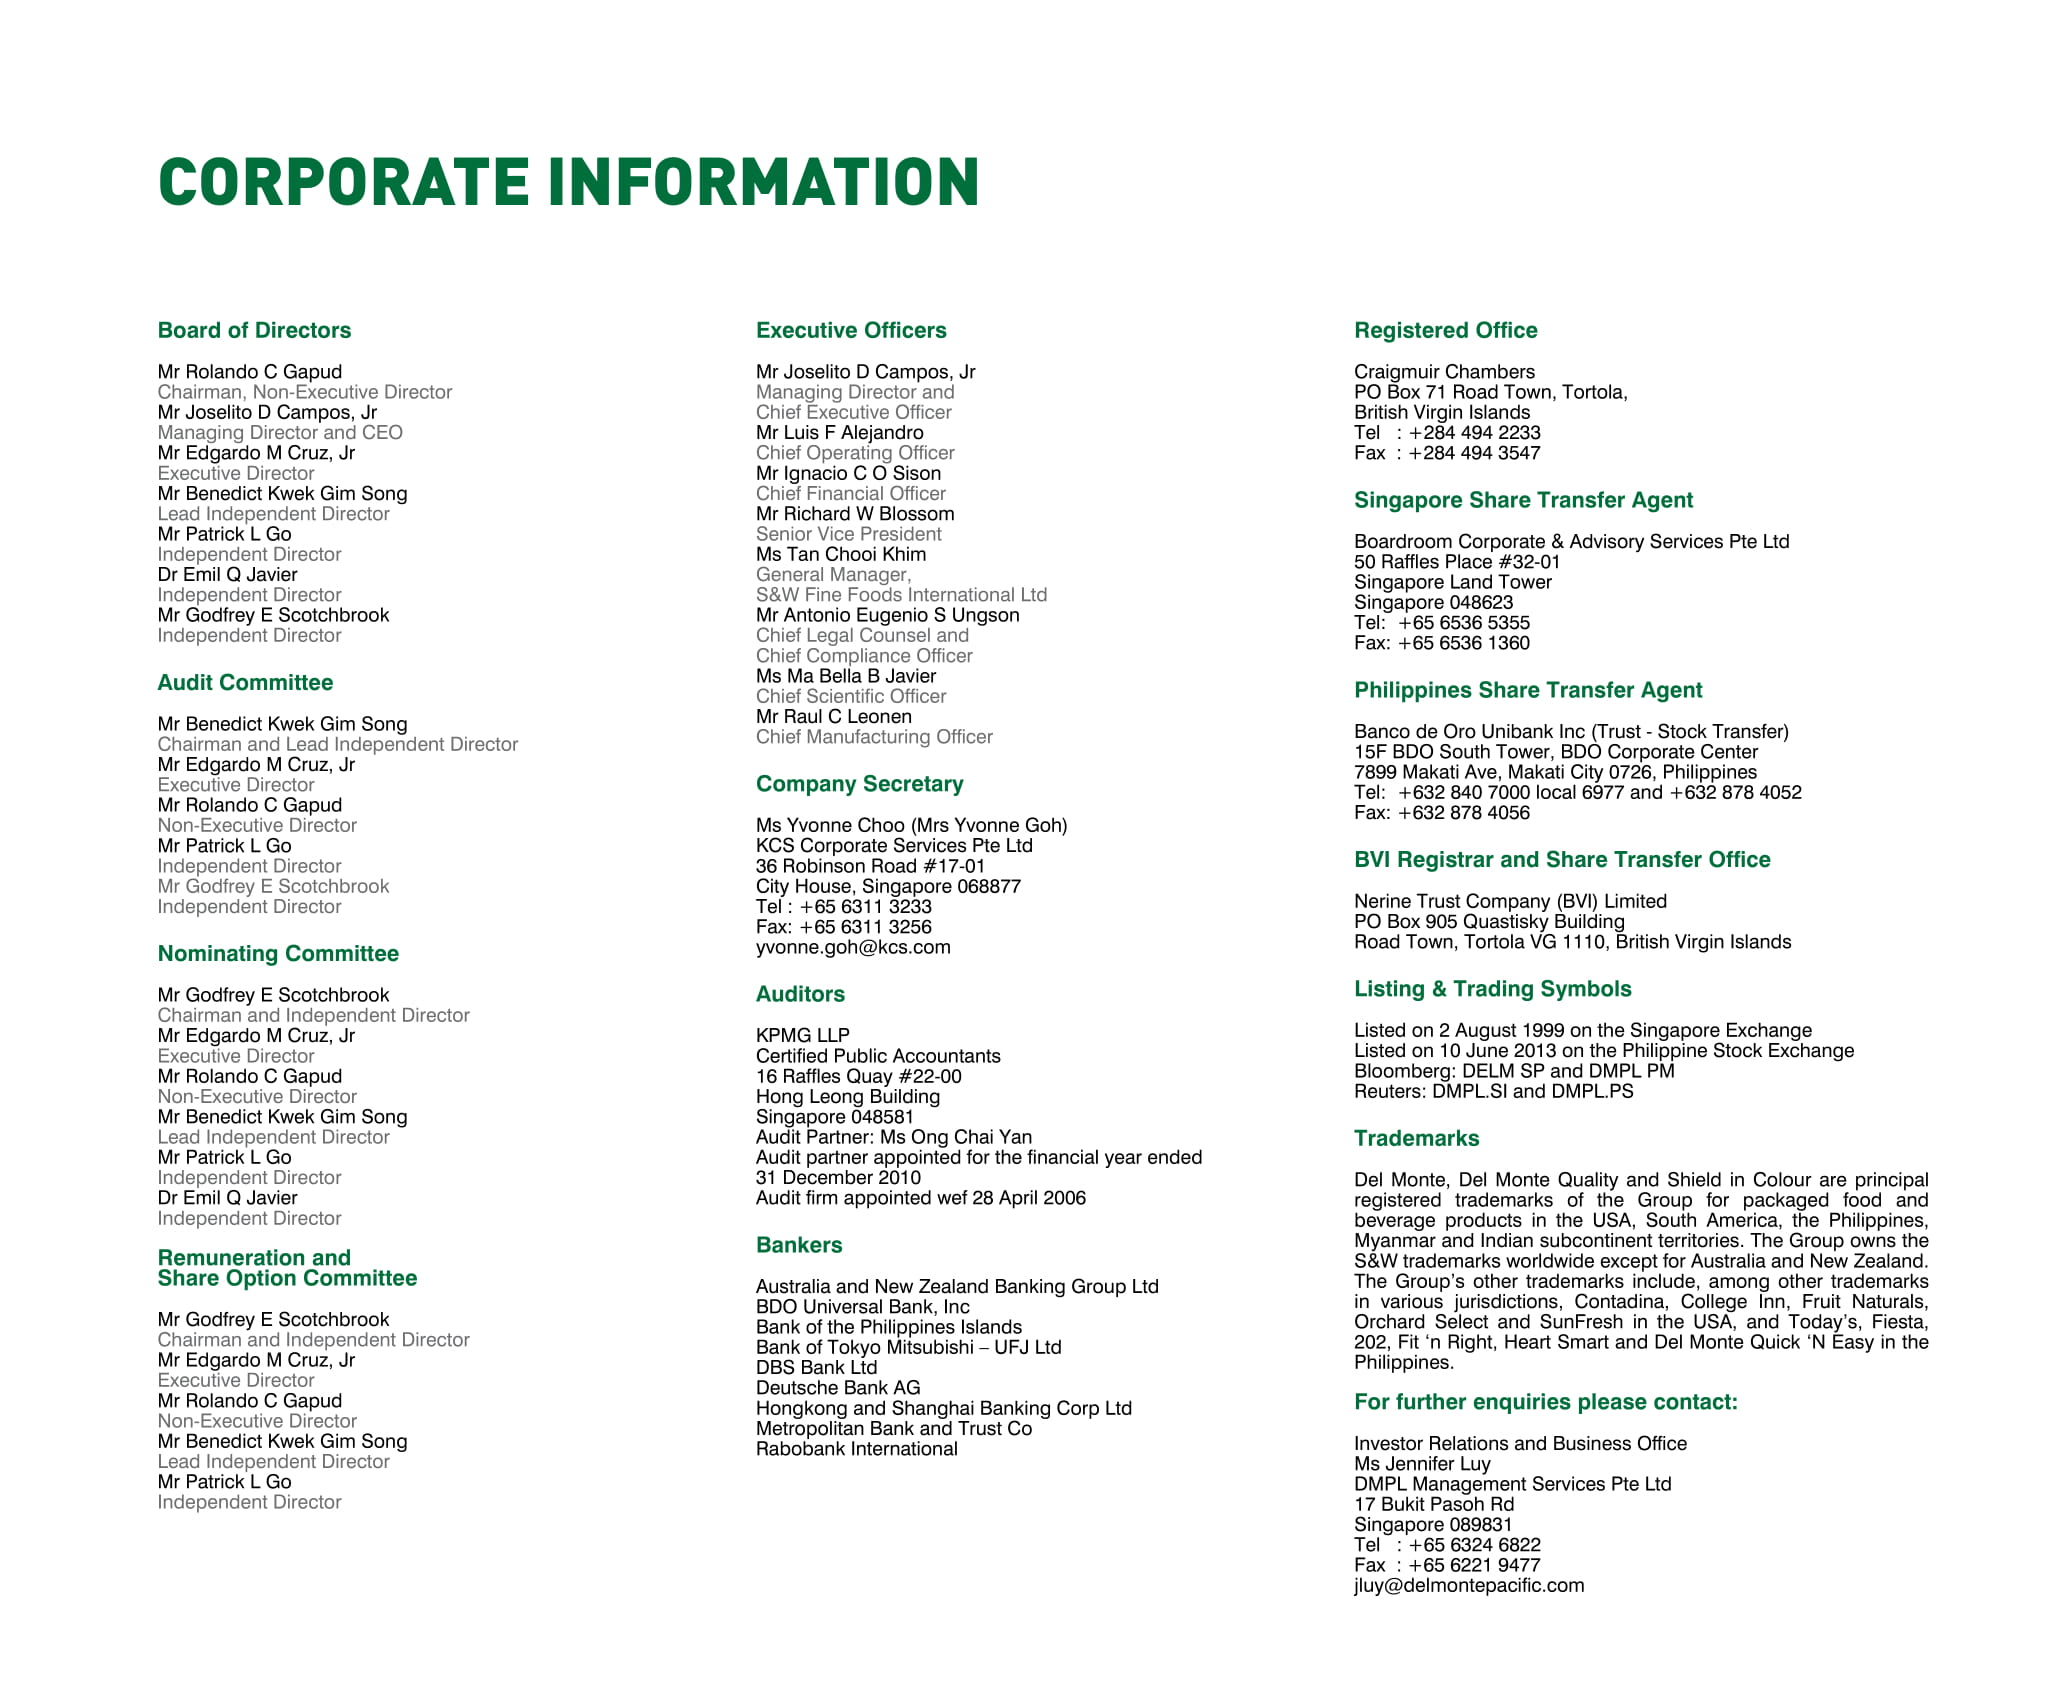 CORPORATE INFORMATION
Board of Directors
Mr Rolando C Gapud
Chairman, Non-Executive Director
Mr Joselito D Campos, Jr
Managing Director and CEO
Mr Edgardo M Cruz, Jr
Executive Director
Mr Benedict Kwek Gim Song
Lead Independent Director
Mr Patrick L Go
Independent Director
Dr Emil Q Javier
Independent Director
Mr Godfrey E Scotchbrook
Independent Director
Audit Committee
Mr Benedict Kwek Gim Song
Chairman and Lead Independent Director
Mr Edgardo M Cruz, Jr
Executive Director
Mr Rolando C Gapud
Non-Executive Director
Mr Patrick L Go
Independent Director
Mr Godfrey E Scotchbrook
Independent Director
Nominating Committee
Mr Godfrey E Scotchbrook
Chairman and Independent Director
Mr Edgardo M Cruz, Jr
Executive Director
Mr Rolando C Gapud
Non-Executive Director
Mr Benedict Kwek Gim Song
Lead Independent Director
Mr Patrick L Go
Independent Director
Dr Emil Q Javier
Independent Director
Remuneration and
Share Option Committee
Mr Godfrey E Scotchbrook
Chairman and Independent Director
Mr Edgardo M Cruz, Jr
Executive Director
Mr Rolando C Gapud
Non-Executive Director
Mr Benedict Kwek Gim Song
Lead Independent Director
Mr Patrick L Go
Independent Director
Executive Officers
Mr Joselito D Campos, Jr
Managing Director and
Chief Executive Officer
Mr Luis F Alejandro
Chief Operating Officer
Mr Ignacio C O Sison
Chief Financial Officer
Mr Richard W Blossom
Senior Vice President
Ms Tan Chooi Khim
General Manager,
S&W Fine Foods International Ltd
Mr Antonio Eugenio S Ungson
Chief Legal Counsel and
Chief Compliance Officer
Ms Ma Bella B Javier
Chief Scientific Officer
Mr Raul C Leonen
Chief Manufacturing Officer
Company Secretary
Ms Yvonne Choo (Mrs Yvonne Goh)
KCS Corporate Services Pte Ltd
36 Robinson Road #17-01
City House, Singapore 068877
Tel : +65 6311 3233
Fax: +65 6311 3256
yvonne.goh@kcs.com
Auditors
KPMG LLP
Certified Public Accountants
16 Raffles Quay #22-00
Hong Leong Building
Singapore 048581
Audit Partner: Ms Ong Chai Yan
Audit partner appointed for the financial year ended
31 December 2010
Audit firm appointed wef 28 April 2006
Bankers
Australia and New Zealand Banking Group Ltd
BDO Universal Bank, Inc
Bank of the Philippines Islands
Bank of Tokyo Mitsubishi – UFJ Ltd
DBS Bank Ltd
Deutsche Bank AG
Hongkong and Shanghai Banking Corp Ltd
Metropolitan Bank and Trust Co
Rabobank International
Registered Office
Craigmuir Chambers
PO Box 71 Road Town, Tortola,
British Virgin Islands
Tel : +284 494 2233
Fax : +284 494 3547
Singapore Share Transfer Agent
Boardroom Corporate & Advisory Services Pte Ltd
50 Raffles Place #32-01
Singapore Land Tower
Singapore 048623
Tel: +65 6536 5355
Fax: +65 6536 1360
Philippines Share Transfer Agent
Banco de Oro Unibank Inc (Trust - Stock Transfer)
15F BDO South Tower, BDO Corporate Center
7899 Makati Ave, Makati City 0726, Philippines
Tel: +632 840 7000 local 6977 and +632 878 4052
Fax: +632 878 4056
BVI Registrar and Share Transfer Office
Nerine Trust Company (BVI) Limited
PO Box 905 Quastisky Building
Road Town, Tortola VG 1110, British Virgin Islands
Listing & Trading Symbols
Listed on 2 August 1999 on the Singapore Exchange
Listed on 10 June 2013 on the Philippine Stock Exchange
Bloomberg: DELM SP and DMPL PM
Reuters: DMPL.SI and DMPL.PS
Trademarks
Del Monte, Del Monte Quality and Shield in Colour are principal
registered trademarks of the Group for packaged food and
beverage products in the USA, South America, the Philippines,
Myanmar and Indian subcontinent territories. The Group owns the
S&W trademarks worldwide except for Australia and New Zealand.
The Group’s other trademarks include, among other trademarks
in various jurisdictions, Contadina, College Inn, Fruit Naturals,
Orchard Select and SunFresh in the USA, and Today’s, Fiesta,
202, Fit ‘n Right, Heart Smart and Del Monte Quick ‘N Easy in the
Philippines.
For further enquiries please contact:
Investor Relations and Business Office
Ms Jennifer Luy
DMPL Management Services Pte Ltd
17 Bukit Pasoh Rd
Singapore 089831
Tel : +65 6324 6822
Fax : +65 6221 9477
jluy@delmontepacific.com